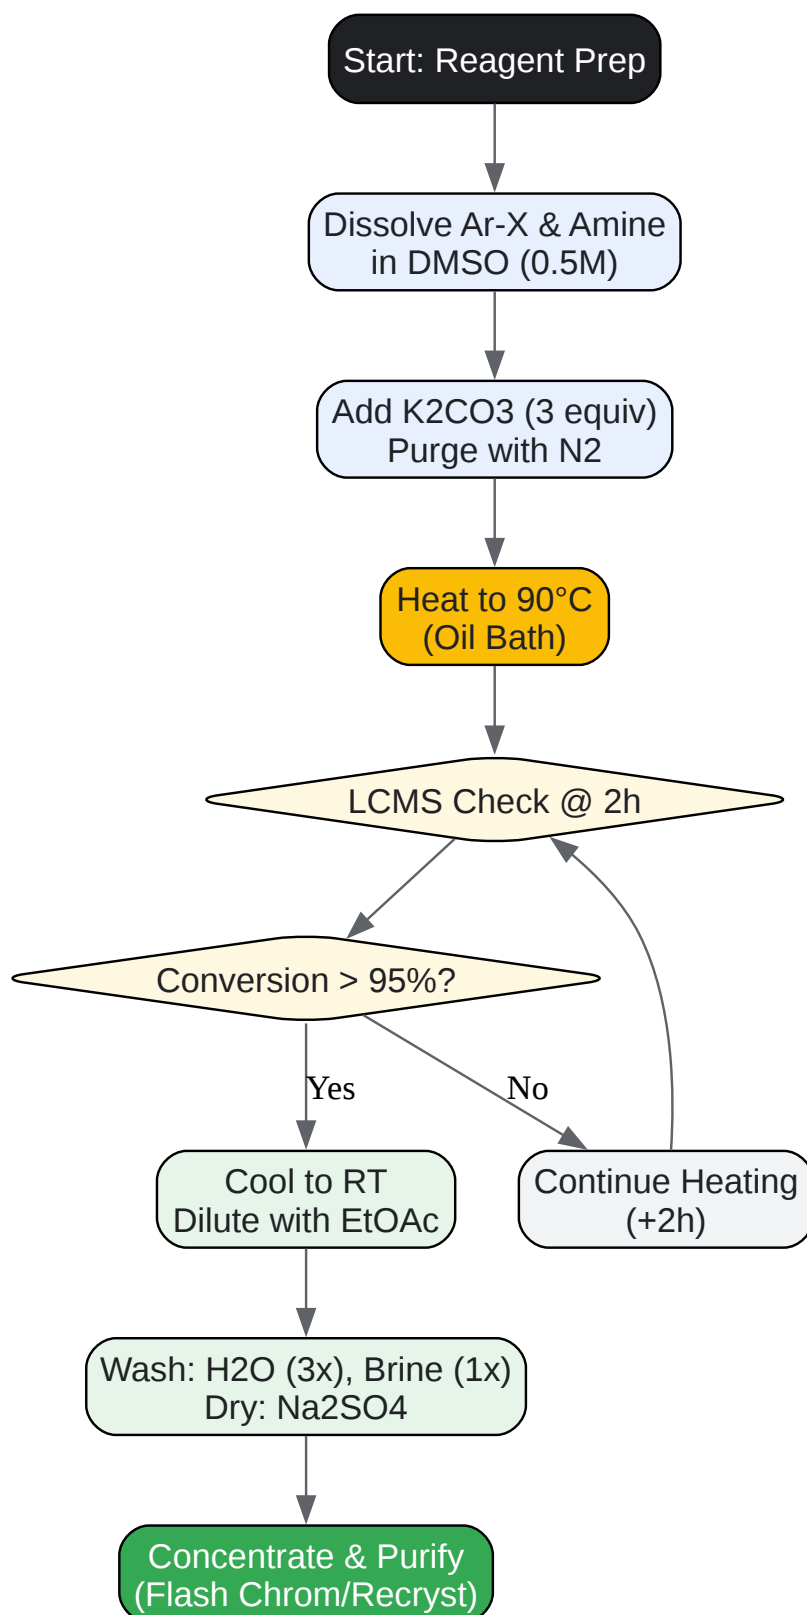 Start: Reagent Prep
Dissolve Ar-X & Amine
in DMSO (0.5M)
Add K2CO3 (3 equiv)
Purge with N2
Heat to 90°C
(Oil Bath)
LCMS Check @ 2h
Conversion > 95%?
Yes
No
Cool to RT
Dilute with EtOAc
Continue Heating
(+2h)
Wash: H2O (3x), Brine (1x)
Dry: Na2SO4
Concentrate & Purify
(Flash Chrom/Recryst)